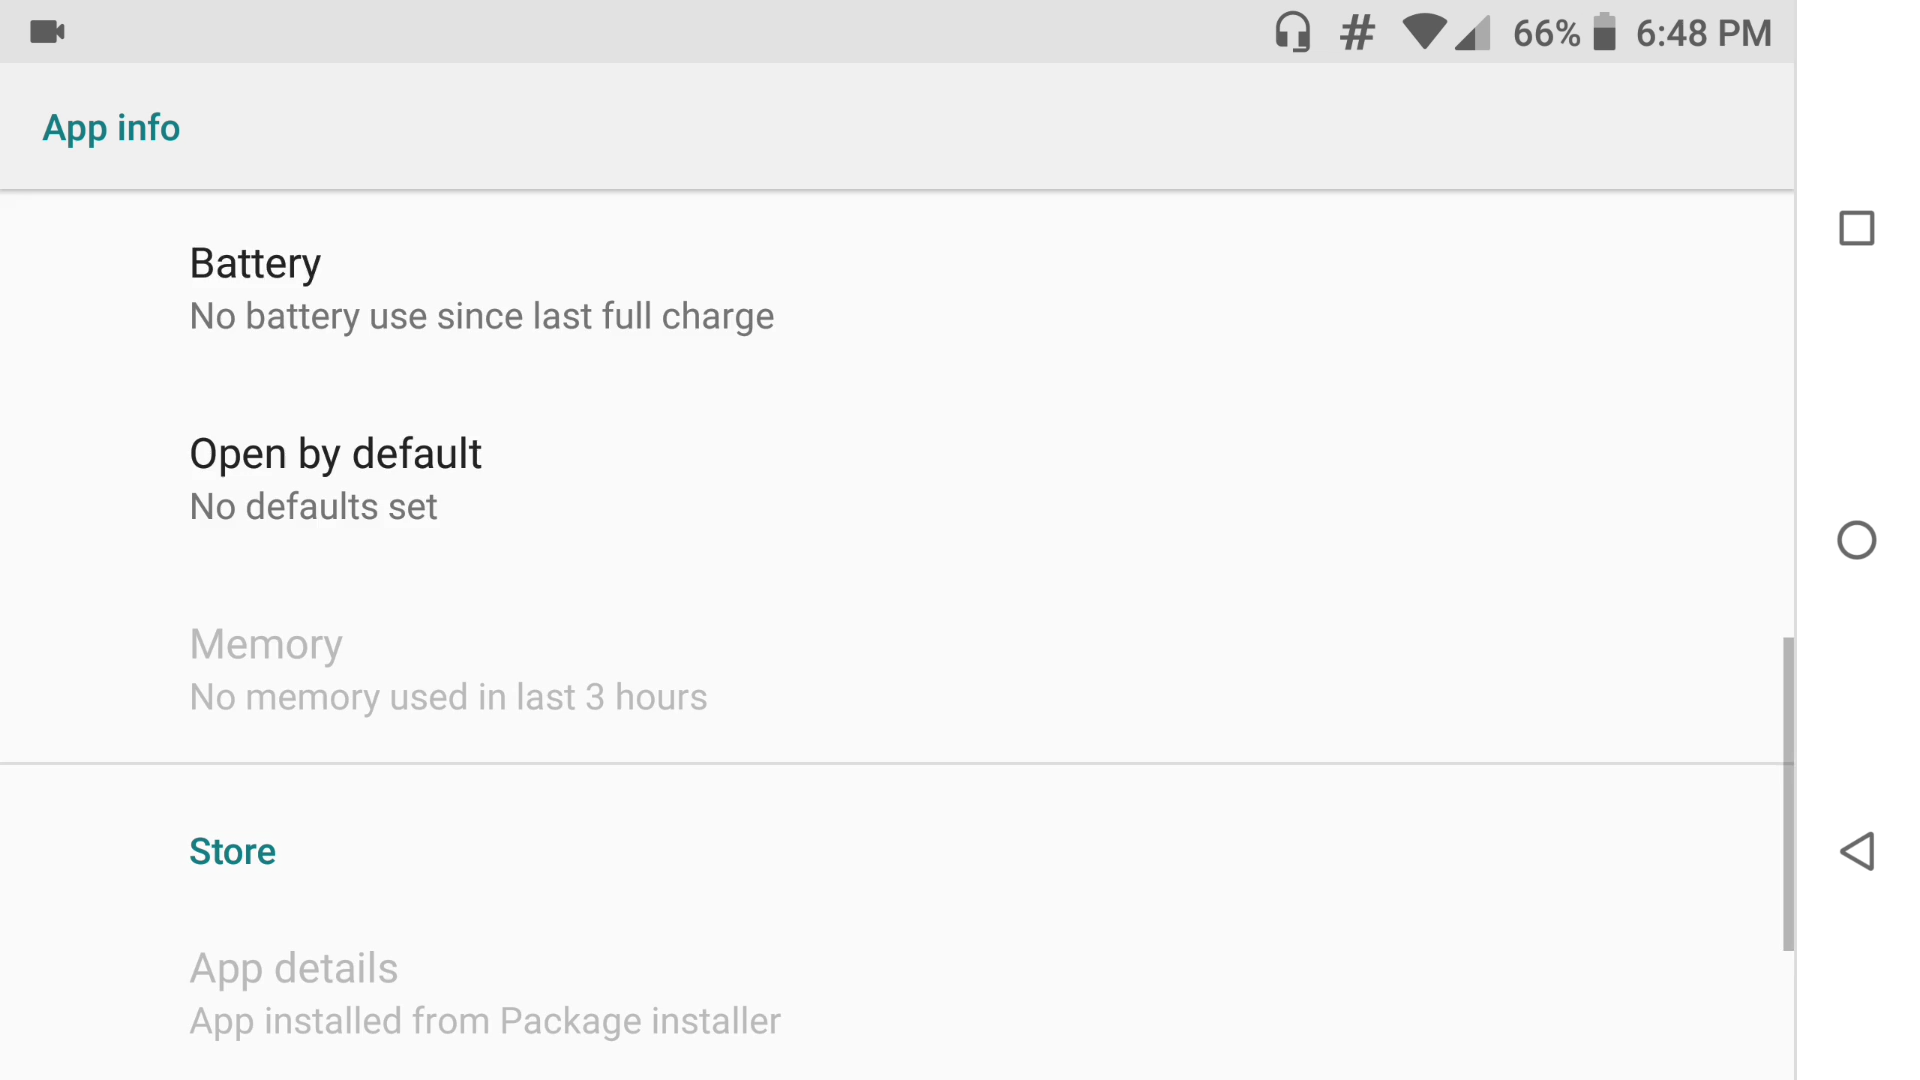 66% 6:48 PM
App info
Battery
No battery use since last full charge
Open by default
No defaults set
Memory
No memory used in last 3 hours
Store
App details
App installed from Package installer